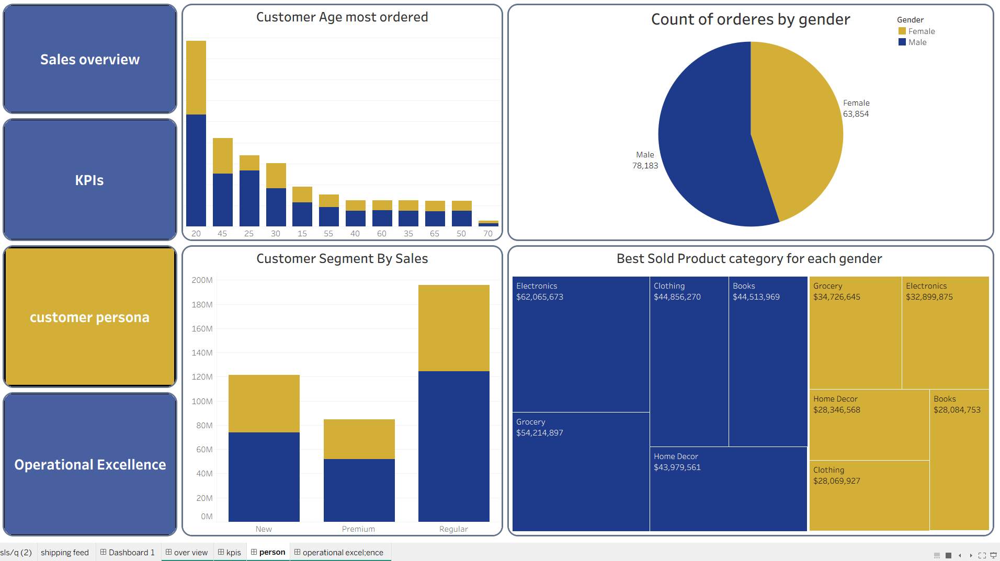 Sales overview
KPIs
customer persona
Operational Excellence
Customer Age most ordered
20 45 25 30 15 55 40 60 35 65 50 70
Count of orderes by gender
Gender
Female
Male
Female
63,854
Male
78,183
Customer Segment By Sales
200M
180M
160M
140M
120M
100M
80M
60M
40M
20M
0M
New Premium Regular
Best Sold Product category for each gender
Electronics
$62,065,673
Grocery
$54,214,897
Clothing
$44,856,270
Books
$44,513,969
Home Decor
$43,979,561
Grocery
$34,726,645
Electronics
$32,899,875
Home Decor
$28,346,568
Books
$28,084,753
Clothing
$28,069,927
sls/q (2) shipping feed Dashboard 1 over view kpis person operational excel;ence